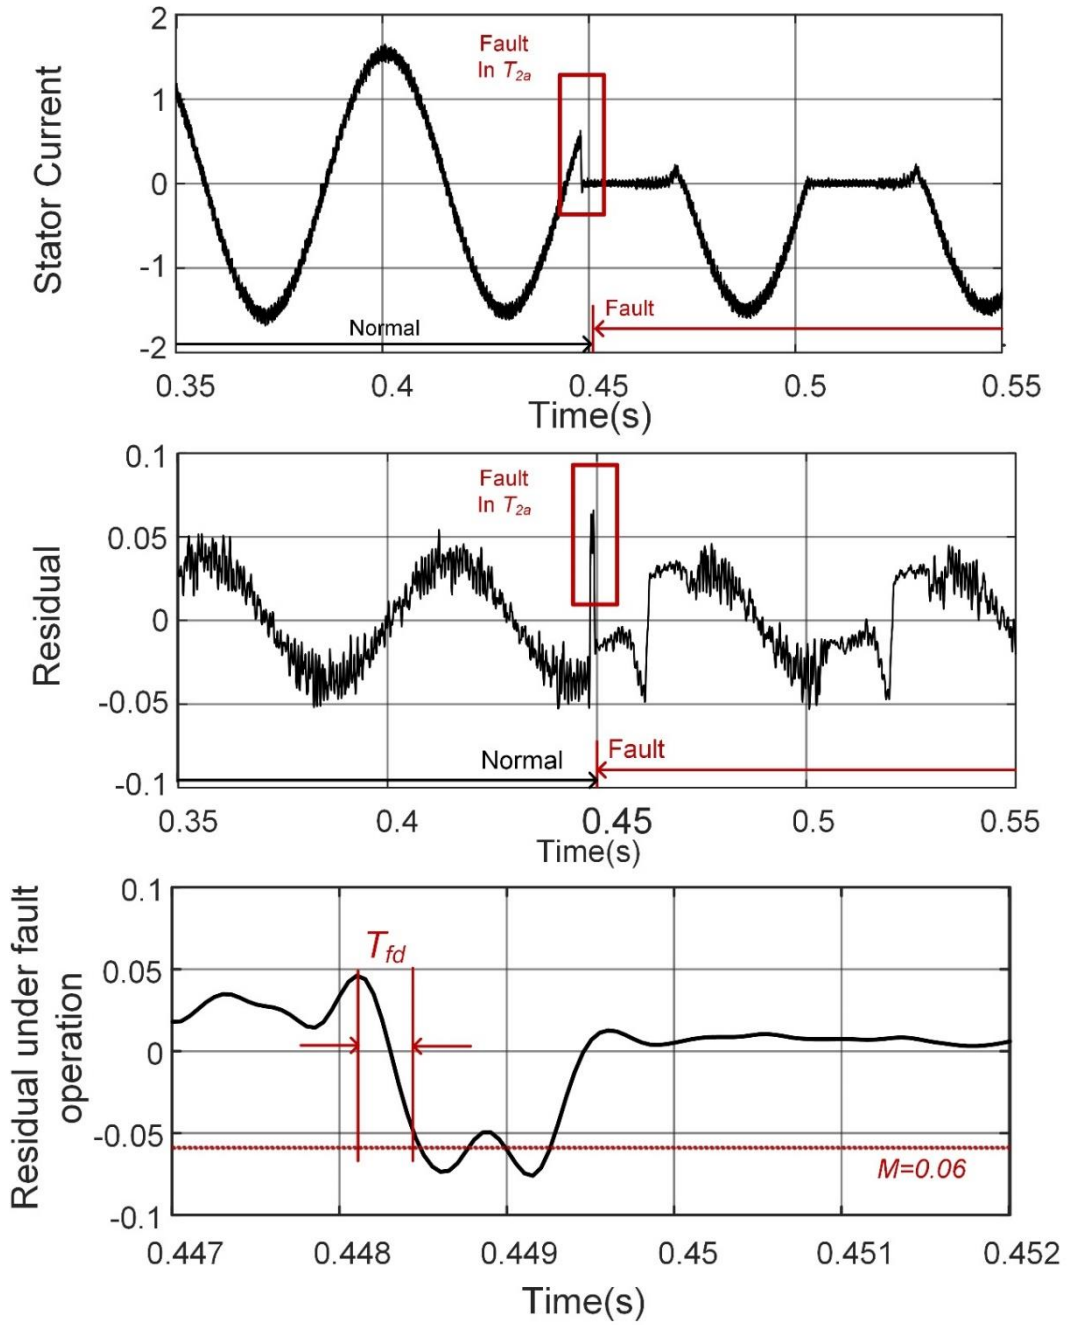 2
Fault
In T2a
1
0
-1
Fault
Normal
-2
0.35 0.4 0.45 0.5 0.55
Time(s)
Stator Current
0.1
Fault
In T2a
0.05
0
-0.05
Normal Fault
-0.1
0.35 0.4 0.45 0.5 0.55
Time(s)
Residual
0.1
Tfd
0.05
0
-0.05
M=0.06
-0.1
0.447 0.448 0.449 0.45 0.451 0.452
Time(s)
Residual under fault
operation